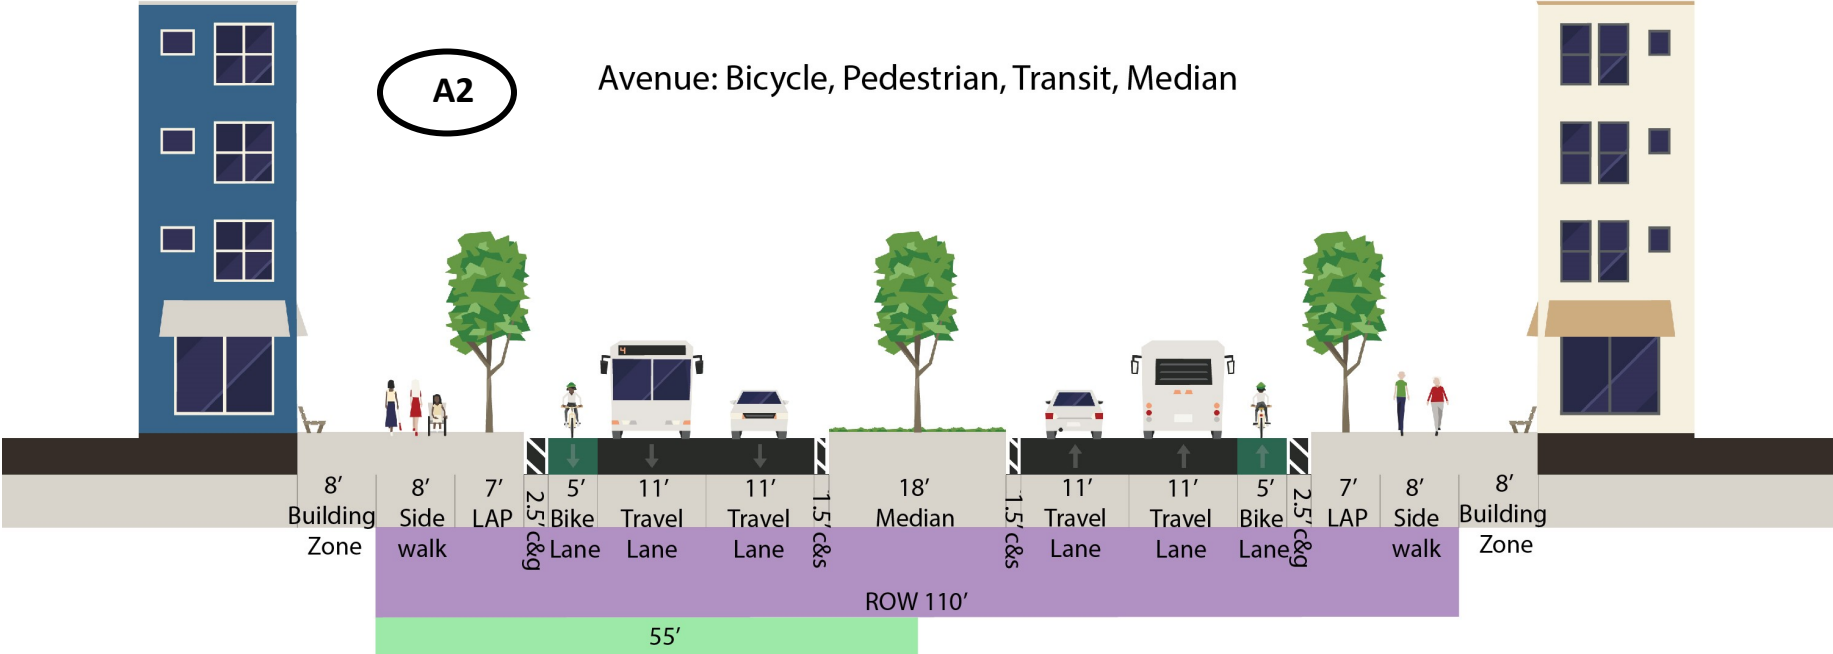 A2
Avenue: Bicycle, Pedestrian, Transit, Median
4
8’ Building Zone
8’ Side walk
7’ LAP
2.5’ c&g
5’ Bike Lane
11’ Travel Lane
11’ Travel Lane
1.5’ c&s
18’ Median
1.5’ c&s
11’ Travel Lane
11’ Travel Lane
5’ Bike Lane
2.5’ c&g
7’ LAP
8’ Side walk
8’ Building Zone
ROW 110’
55’